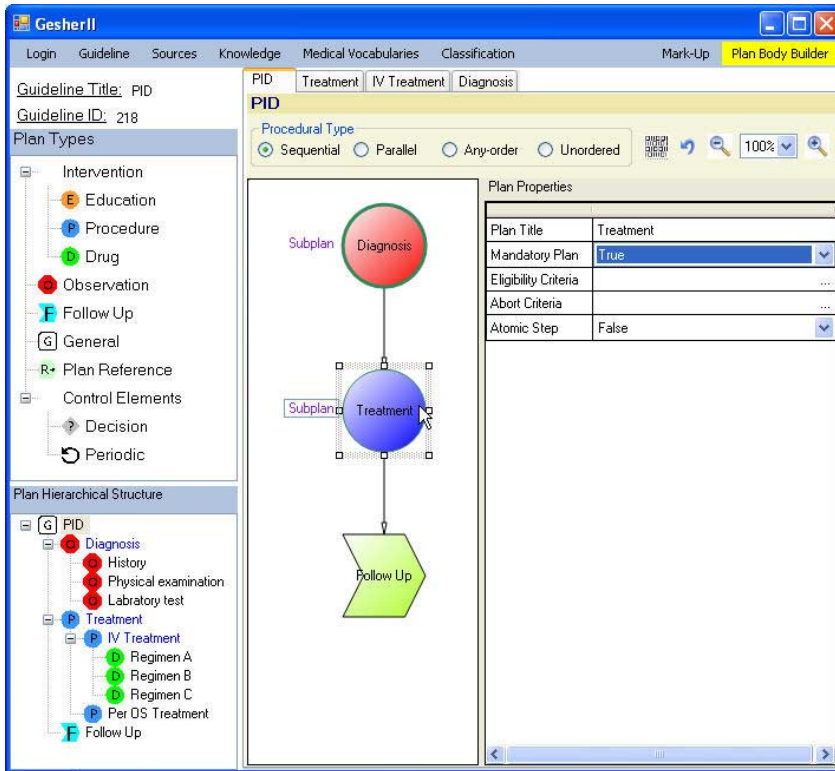 GesherII
Login Guideline Sources Knowledge Medical Vocabularies Classification Mark-Up Plan Body Builder
Guideline Title: PID
Guideline ID: 218
Plan Types
Intervention
E Education
P Procedure
D Drug
O Observation
F Follow Up
G General
R+ Plan Reference
Control Elements
? Decision
Periodic
Plan Hierarchical Structure
G PID
O Diagnosis
O History
O Physical examination
O Labratory test
P Treatment
P IV Treatment
D Regimen A
D Regimen B
D Regimen C
P Per OS Treatment
F Follow Up
PID Treatment IV Treatment Diagnosis
PID
Procedural Type
Sequential Parallel Any-order Unordered
100%
Subplan Diagnosis
Subplan Treatment
Follow Up
Plan Properties
Plan Title Treatment
Mandatory Plan True
Eligibility Criteria ...
Abort Criteria ...
Atomic Step False